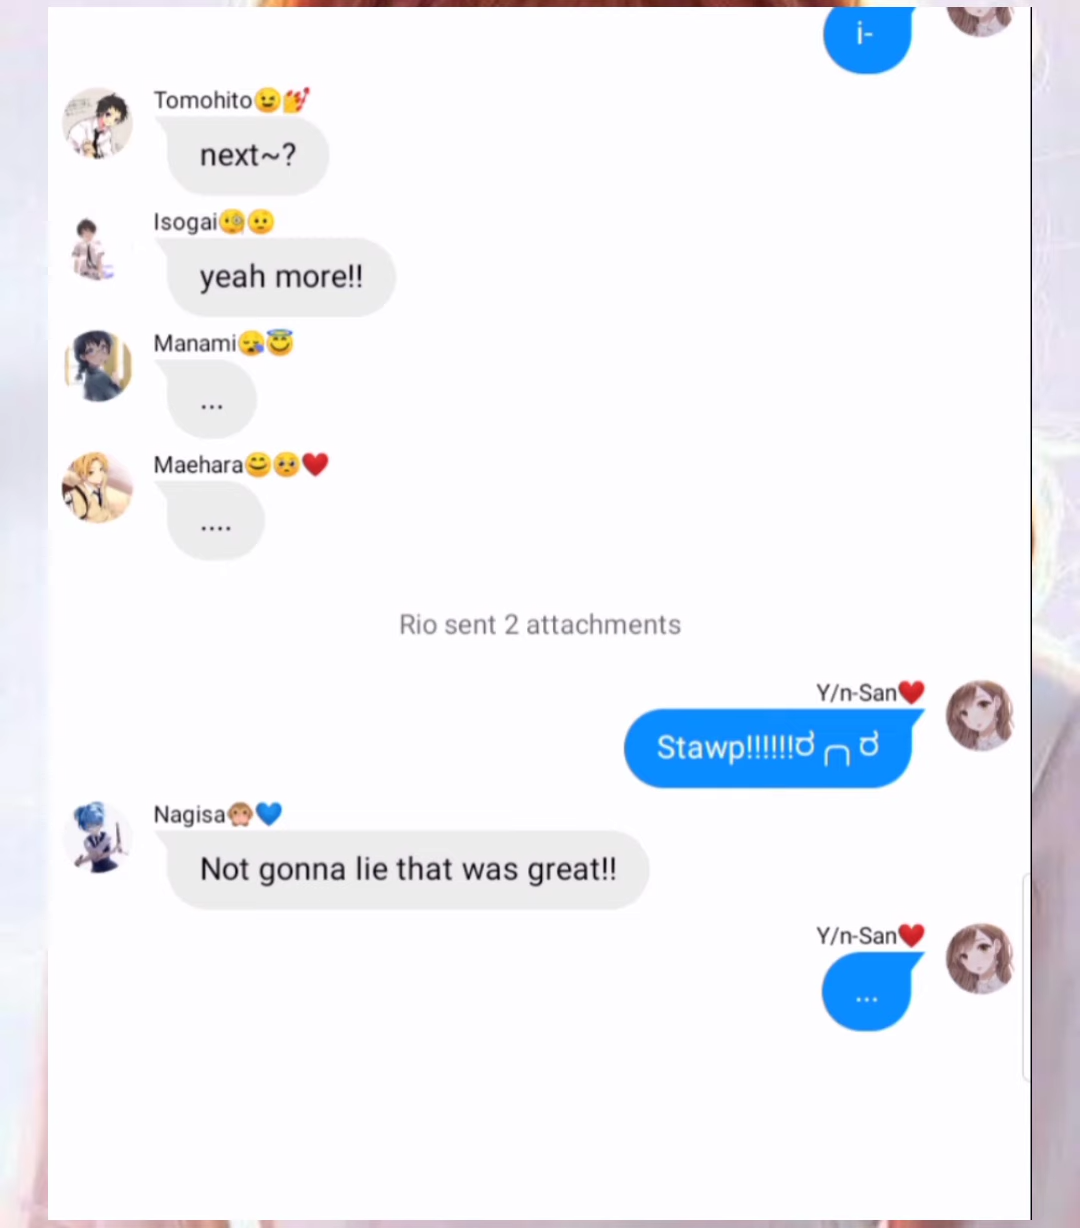 i-
Tomohito😉💅
next~?
Isogai🧐🫡
yeah more!!
Manami😪😇
...
Maehara😊🥺❤️
....
Rio sent 2 attachments
Y/n-San❤️
Stawp!!!!!!ಠ╭╮ಠ
Nagisa🙊💙
Not gonna lie that was great!!
Y/n-San❤️
...